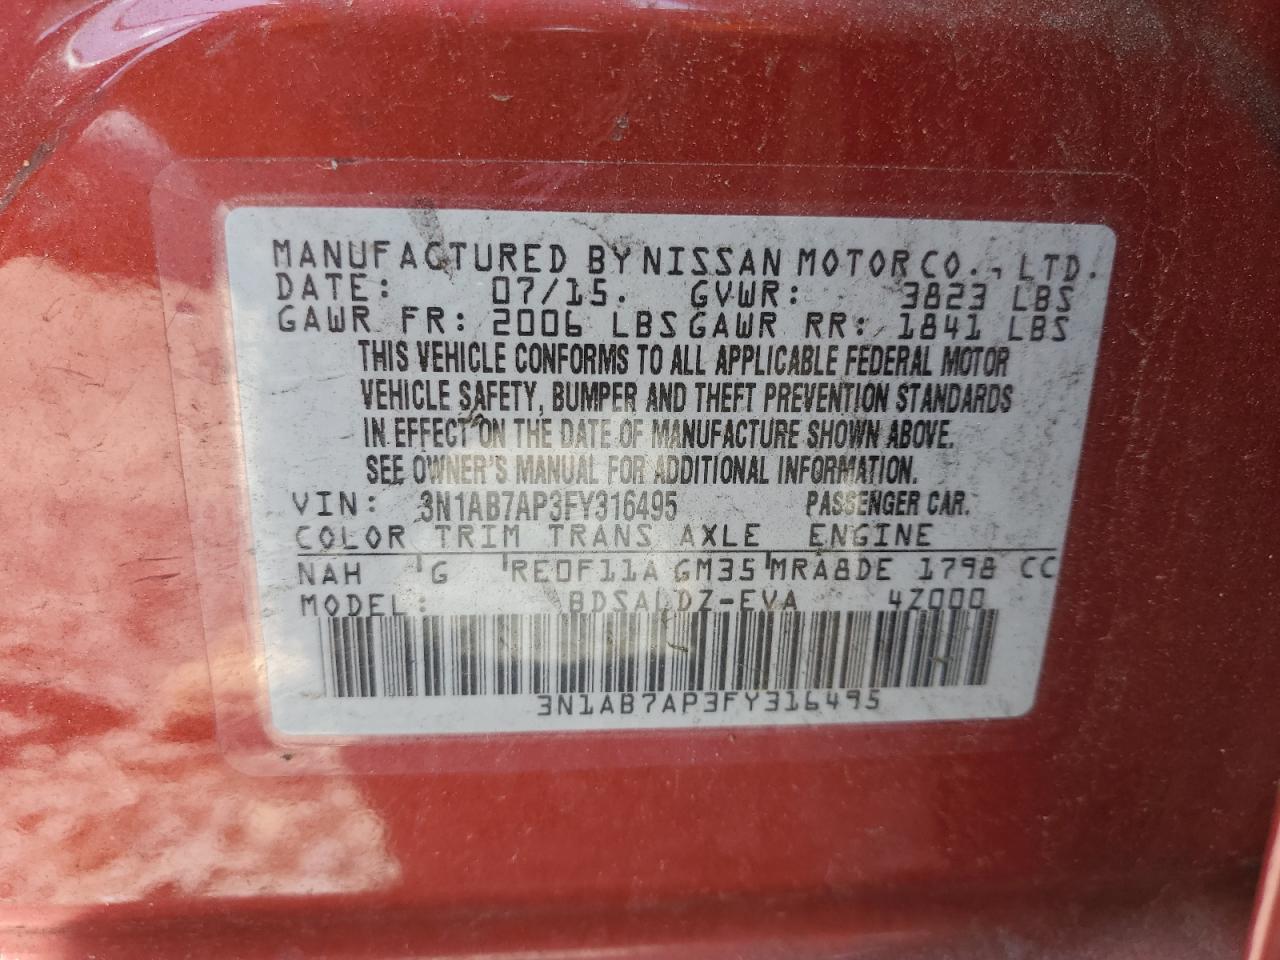 MANUFACTURED BY NISSAN MOTOR CO., LTD.
DATE: 07/15. GVWR: 3823 LBS
GAWR FR: 2006 LBS GAWR RR: 1841 LBS
THIS VEHICLE CONFORMS TO ALL APPLICABLE FEDERAL MOTOR
VEHICLE SAFETY, BUMPER AND THEFT PREVENTION STANDARDS
IN EFFECT ON THE DATE OF MANUFACTURE SHOWN ABOVE.
SEE OWNER'S MANUAL FOR ADDITIONAL INFORMATION.
VIN: 3N1AB7AP3FY316495 PASSENGER CAR.
COLOR TRIM TRANS AXLE ENGINE
NAH G RE0F11A GM35 MRA8DE 1798 CC
MODEL: BDSALDZ-EVA 4Z000
3N1AB7AP3FY316495